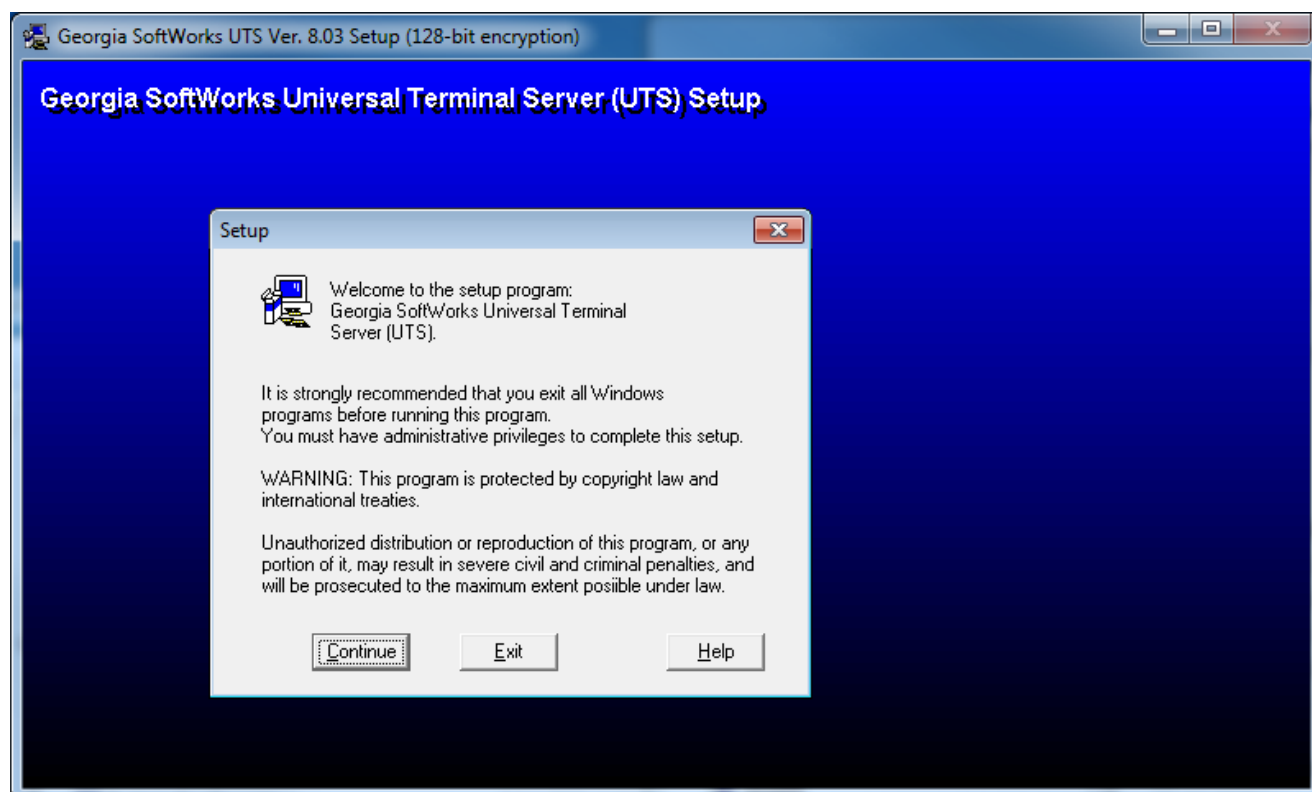 Georgia SoftWorks UTS Ver. 8.03 Setup (128-bit encryption)
Georgia SoftWorks Universal Terminal Server (UTS) Setup
Setup
Welcome to the setup program:
Georgia SoftWorks Universal Terminal
Server (UTS).
It is strongly recommended that you exit all Windows
programs before running this program.
You must have administrative privileges to complete this setup.
WARNING: This program is protected by copyright law and
international treaties.
Unauthorized distribution or reproduction of this program, or any
portion of it, may result in severe civil and criminal penalties, and
will be prosecuted to the maximum extent posiible under law.
Continue Exit Help